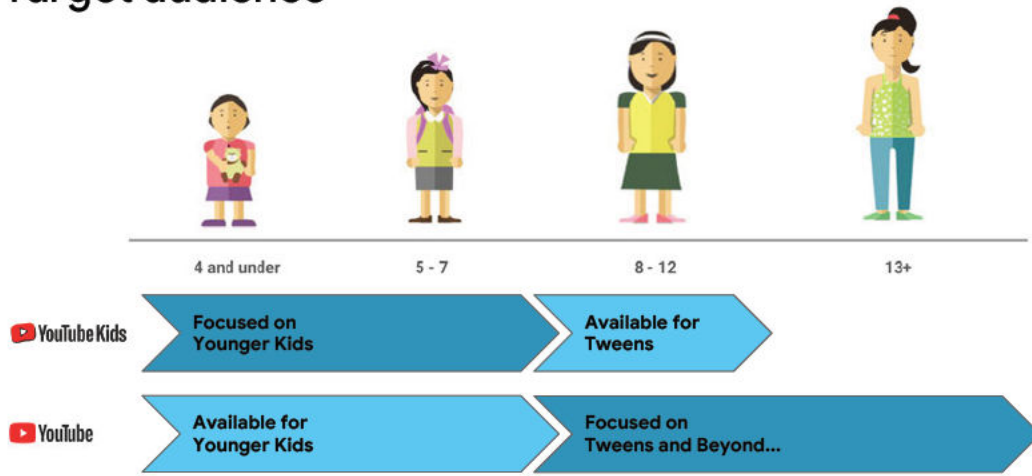 Target audience
4 and under
5 - 7
8 - 12
13+
YouTube Kids
Focused on
Younger Kids
Available for
Tweens
YouTube
Available for
Younger Kids
Focused on
Tweens and Beyond...